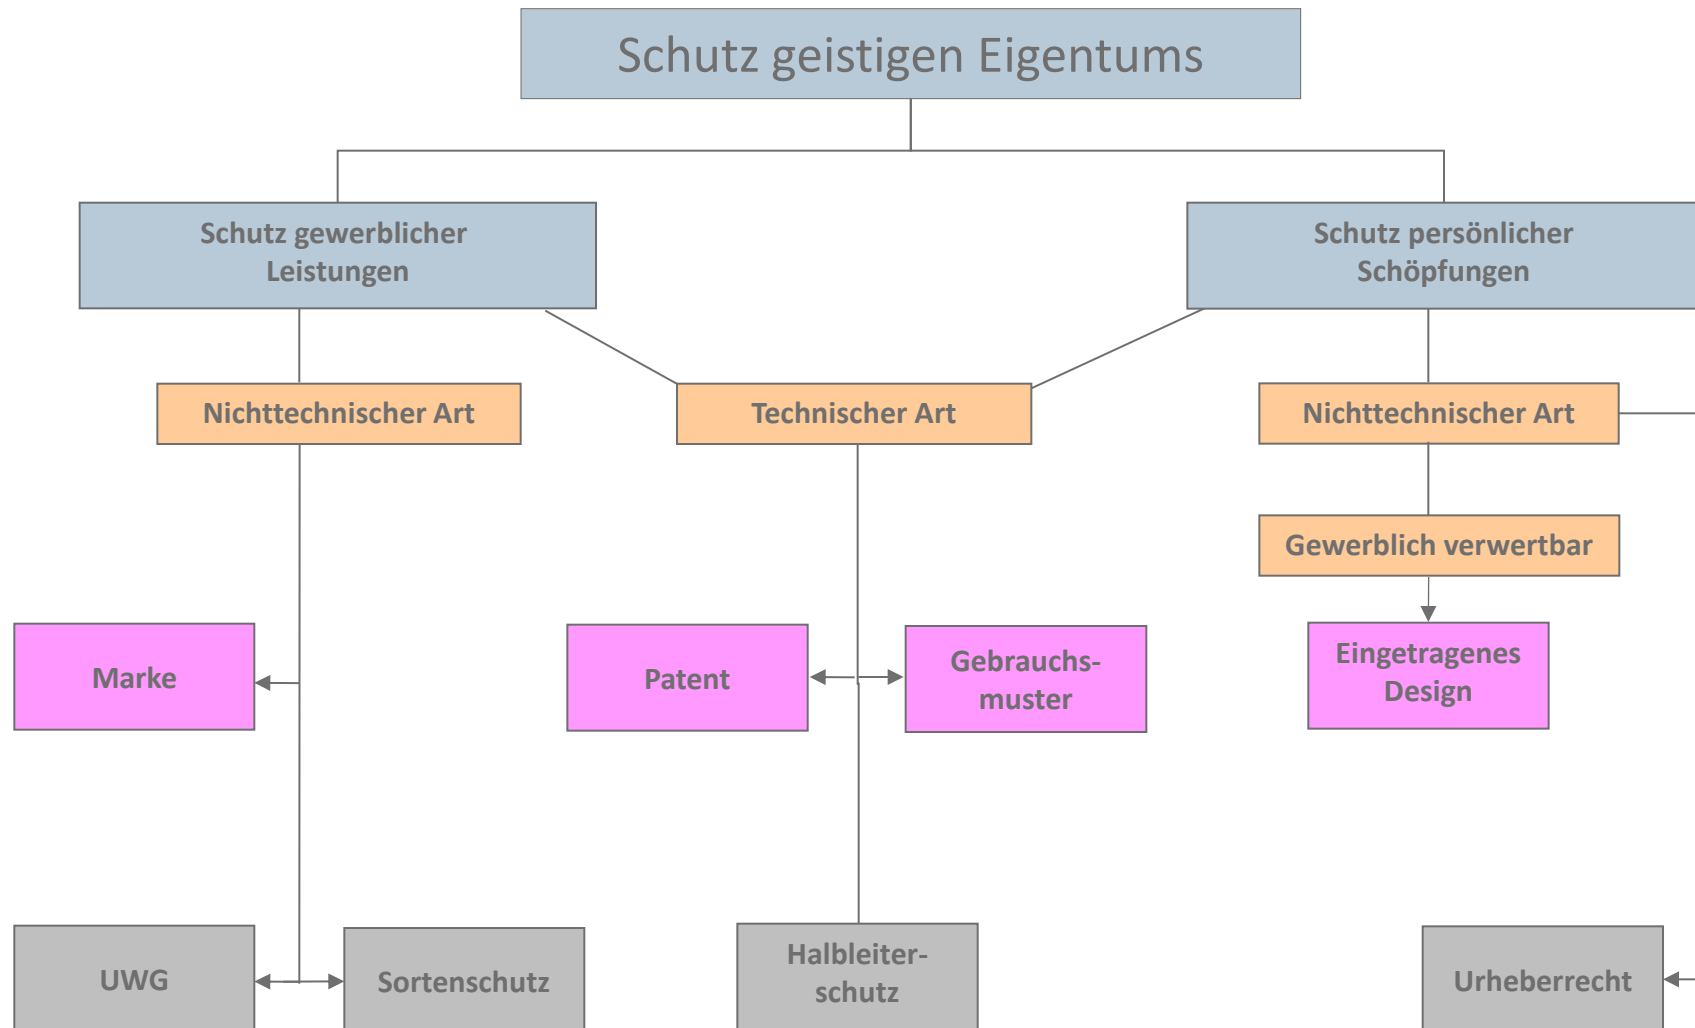 Schutz geistigen Eigentums
Schutz gewerblicher
Leistungen
Schutz persönlicher
Schöpfungen
Nichttechnischer Art
Technischer Art
Nichttechnischer Art
Gewerblich verwertbar
Marke
Patent
Gebrauchs-
muster
Eingetragenes
Design
UWG
Sortenschutz
Halbleiter-
schutz
Urheberrecht